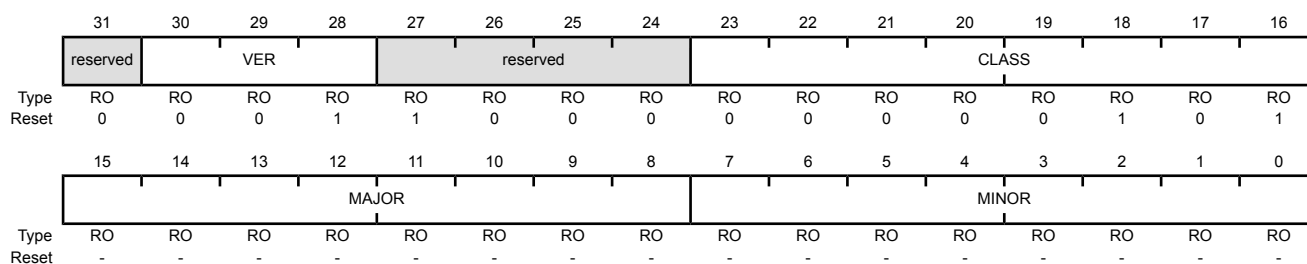 31 30 29 28 27 26 25 24 23 22 21 20 19 18 17 16
reserved VER reserved CLASS
Type RO RO RO RO RO RO RO RO RO RO RO RO RO RO RO RO
Reset 0 0 0 1 1 0 0 0 0 0 0 0 0 1 0 1
15 14 13 12 11 10 9 8 7 6 5 4 3 2 1 0
MAJOR MINOR
Type RO RO RO RO RO RO RO RO RO RO RO RO RO RO RO RO
Reset - - - - - - - - - - - - - - - -